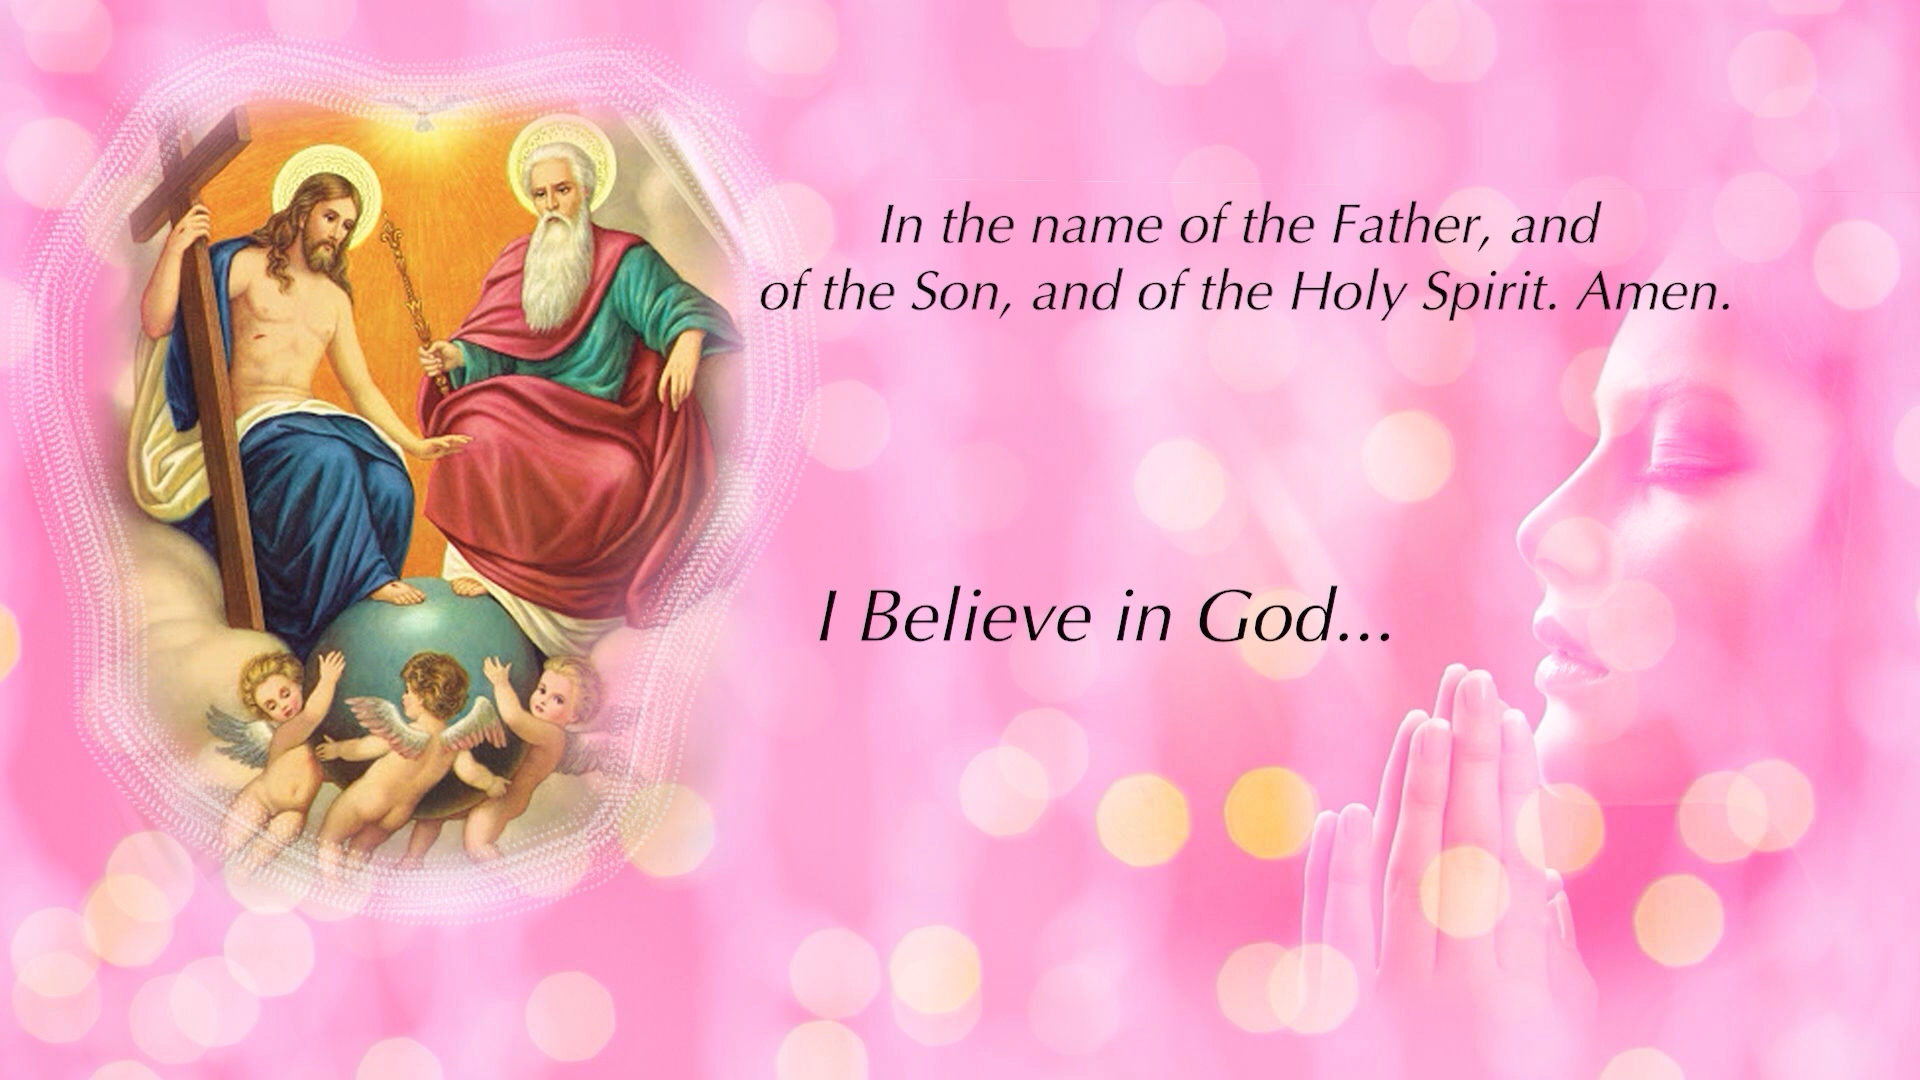 In the name of the Father, and
of the Son, and of the Holy Spirit. Amen.
I Believe in God...